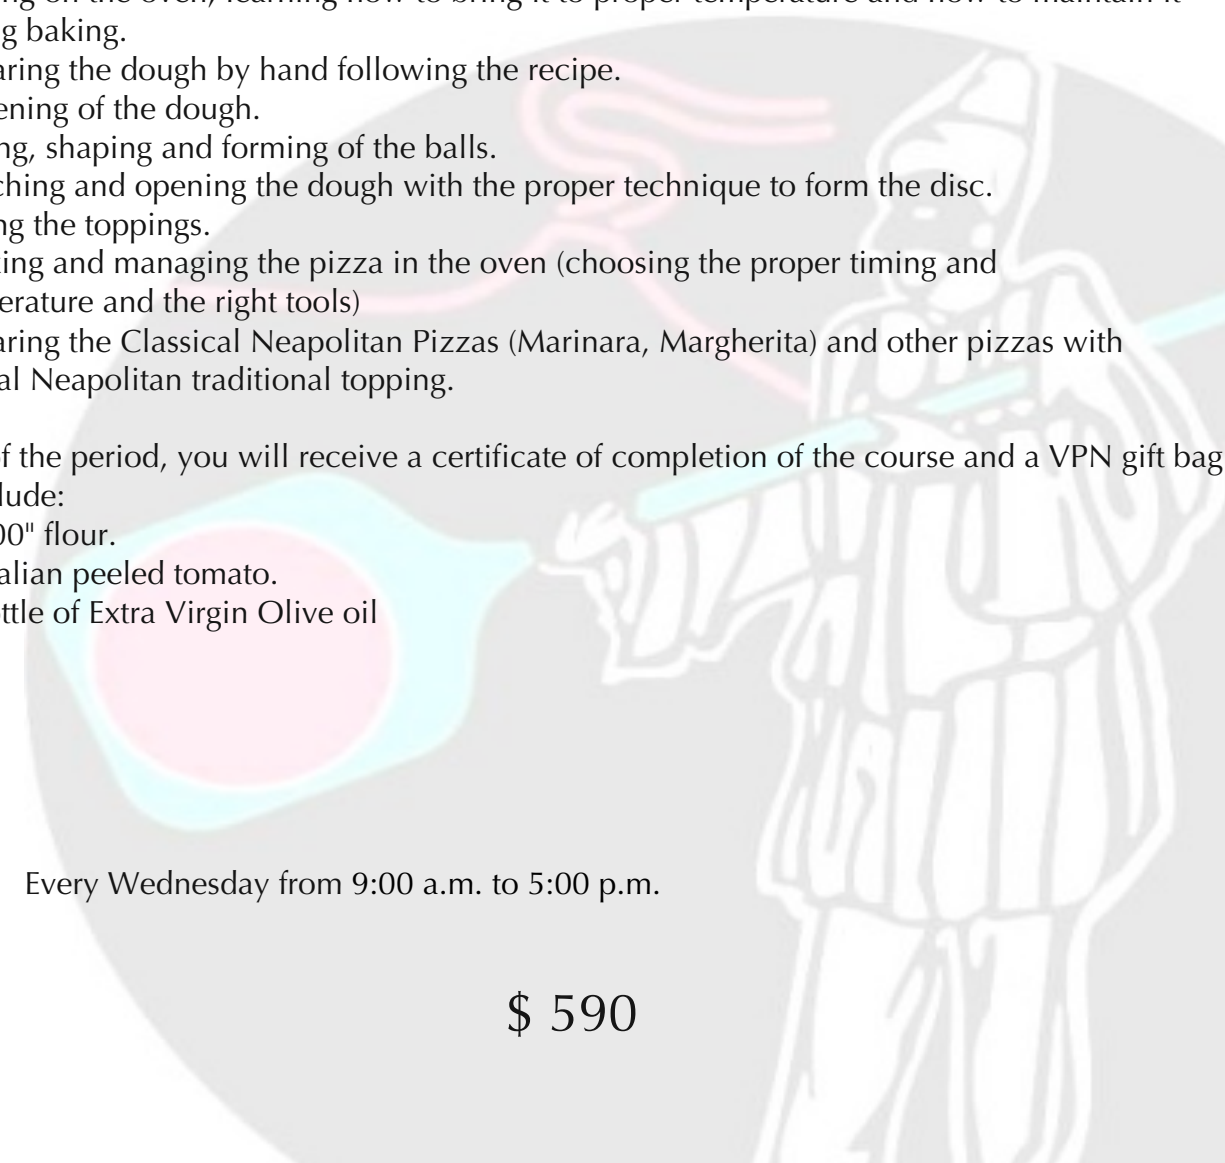 ng on the oven, learning how to bring it to proper temperature and how to maintain it
g baking.
aring the dough by hand following the recipe.
ening of the dough.
ng, shaping and forming of the balls.
ching and opening the dough with the proper technique to form the disc.
ng the toppings.
ing and managing the pizza in the oven (choosing the proper timing and
erature and the right tools)
aring the Classical Neapolitan Pizzas (Marinara, Margherita) and other pizzas with
al Neapolitan traditional topping.
of the period, you will receive a certificate of completion of the course and a VPN gift bag
lude:
00" flour.
alian peeled tomato.
ttle of Extra Virgin Olive oil
Every Wednesday from 9:00 a.m. to 5:00 p.m.
$ 590